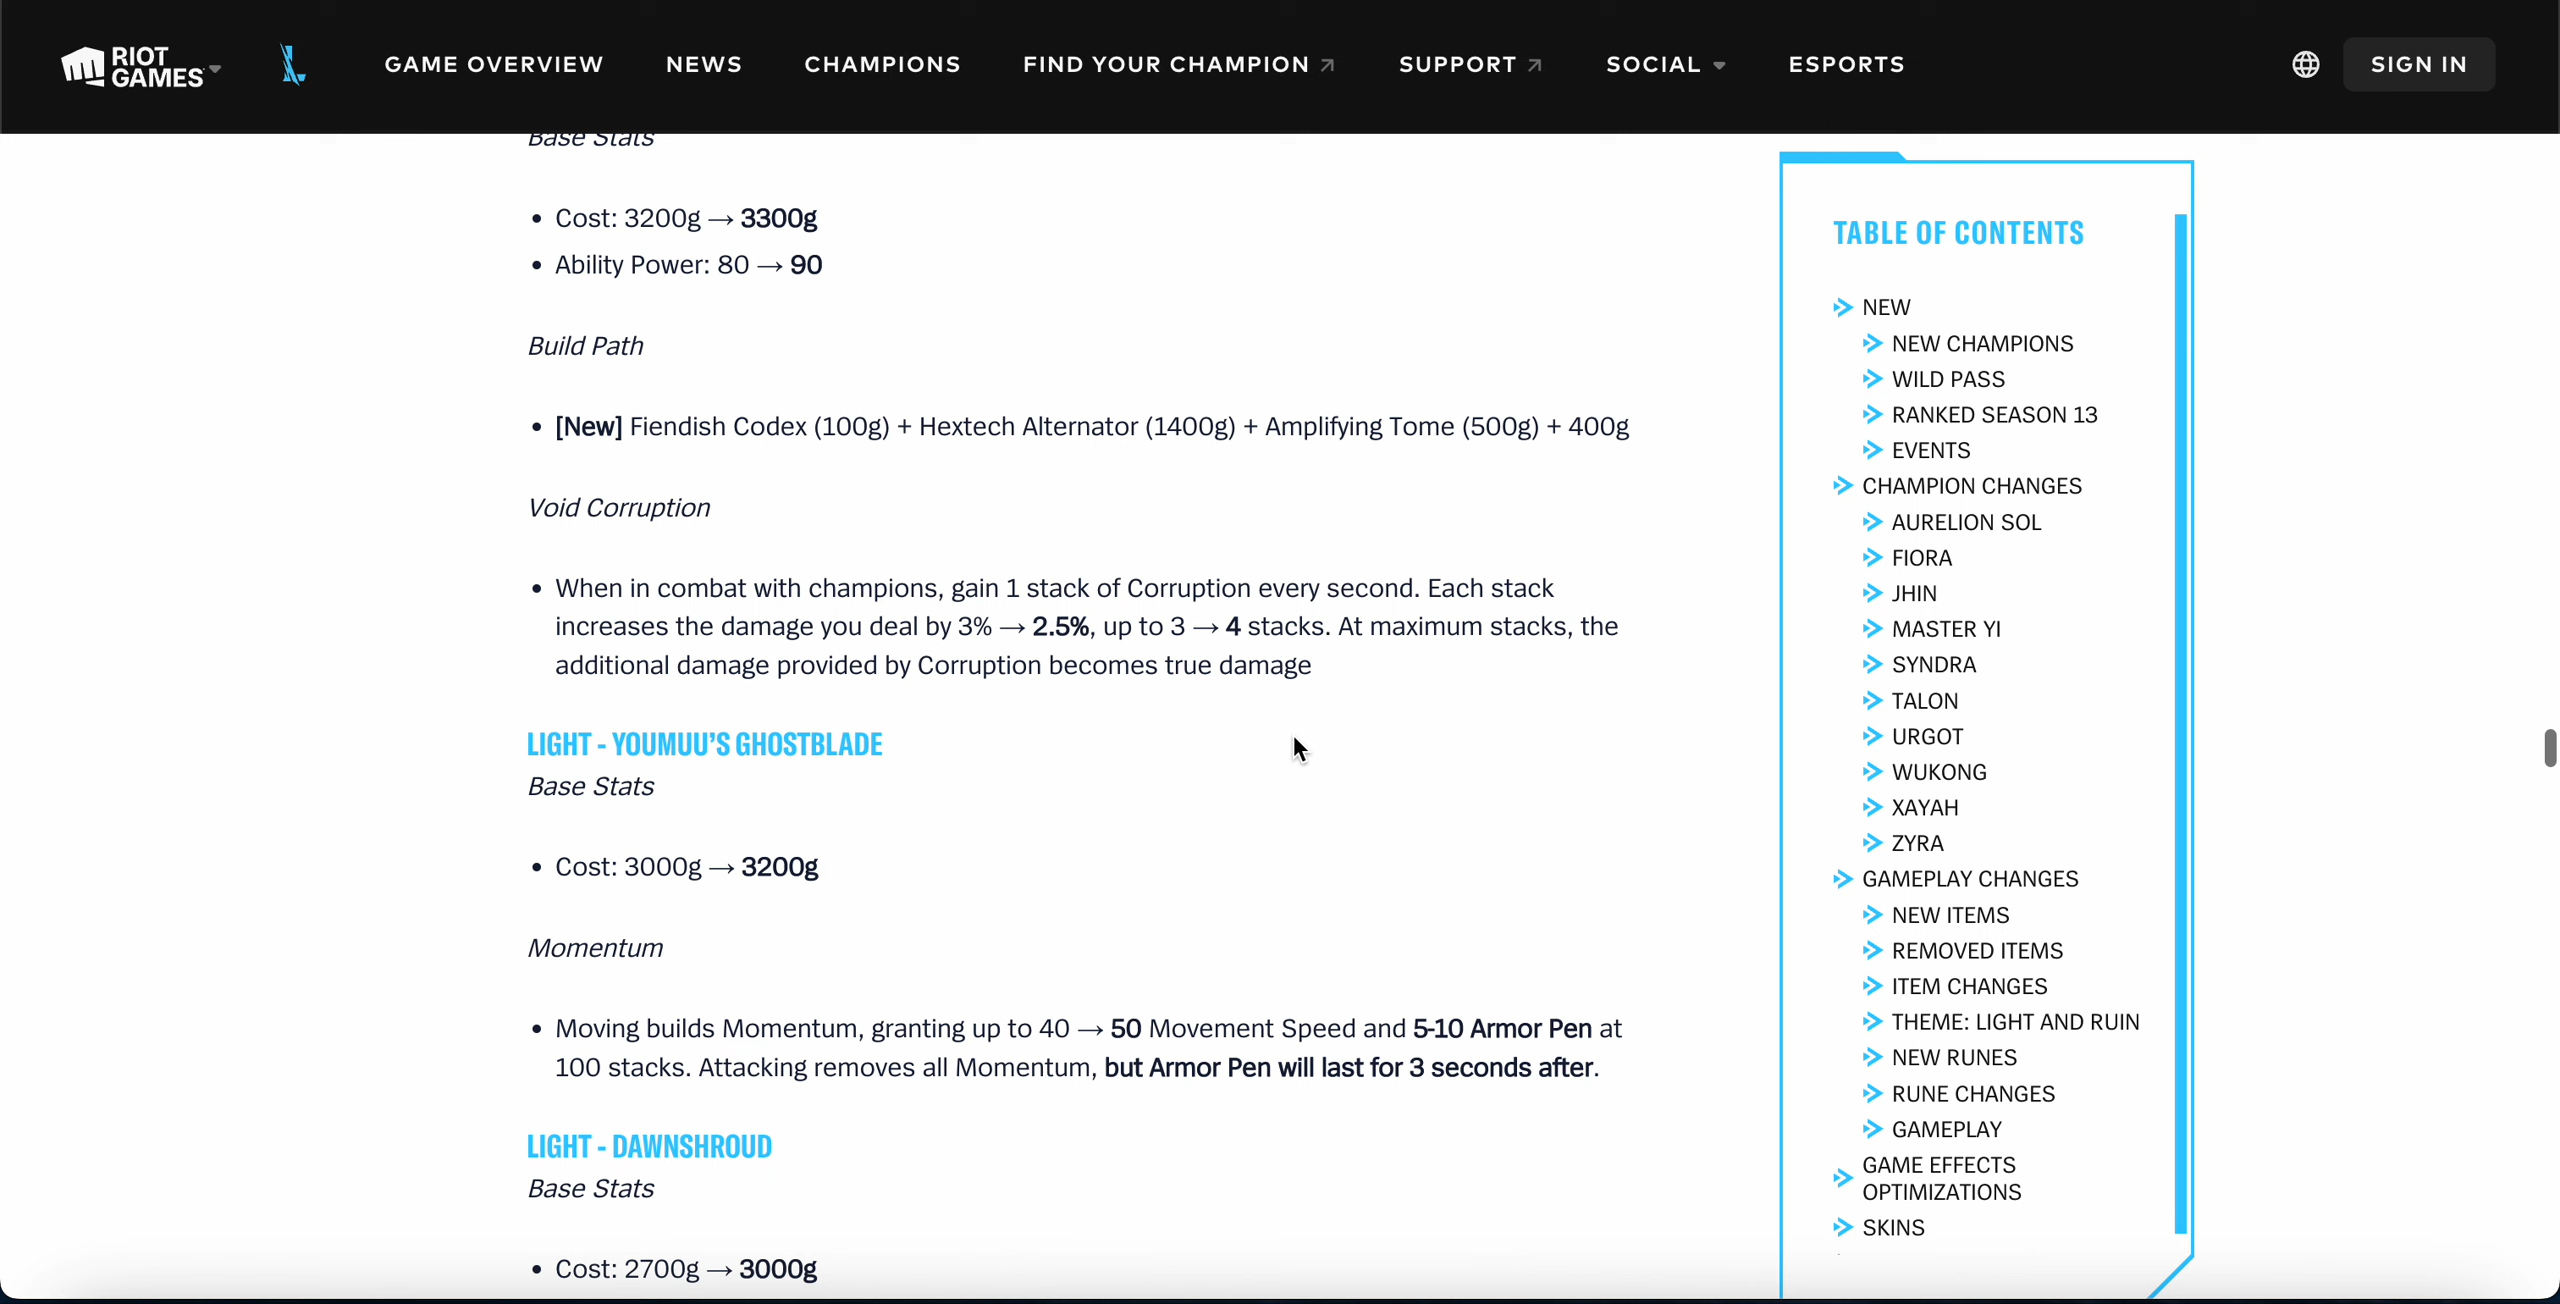 RIOT GAMES
GAME OVERVIEW
NEWS
CHAMPIONS
FIND YOUR CHAMPION
SUPPORT
SOCIAL
ESPORTS
SIGN IN
Base Stats
Cost: 3200g → 3300g
Ability Power: 80 → 90
Build Path
[New] Fiendish Codex (100g) + Hextech Alternator (1400g) + Amplifying Tome (500g) + 400g
Void Corruption
When in combat with champions, gain 1 stack of Corruption every second. Each stack
increases the damage you deal by 3% → 2.5%, up to 3 → 4 stacks. At maximum stacks, the
additional damage provided by Corruption becomes true damage
LIGHT - YOUMUU’S GHOSTBLADE
Base Stats
Cost: 3000g → 3200g
Momentum
Moving builds Momentum, granting up to 40 → 50 Movement Speed and 5-10 Armor Pen at
100 stacks. Attacking removes all Momentum, but Armor Pen will last for 3 seconds after.
LIGHT - DAWNSHROUD
Base Stats
Cost: 2700g → 3000g
TABLE OF CONTENTS
NEW
NEW CHAMPIONS
WILD PASS
RANKED SEASON 13
EVENTS
CHAMPION CHANGES
AURELION SOL
FIORA
JHIN
MASTER YI
SYNDRA
TALON
URGOT
WUKONG
XAYAH
ZYRA
GAMEPLAY CHANGES
NEW ITEMS
REMOVED ITEMS
ITEM CHANGES
THEME: LIGHT AND RUIN
NEW RUNES
RUNE CHANGES
GAMEPLAY
GAME EFFECTS
OPTIMIZATIONS
SKINS